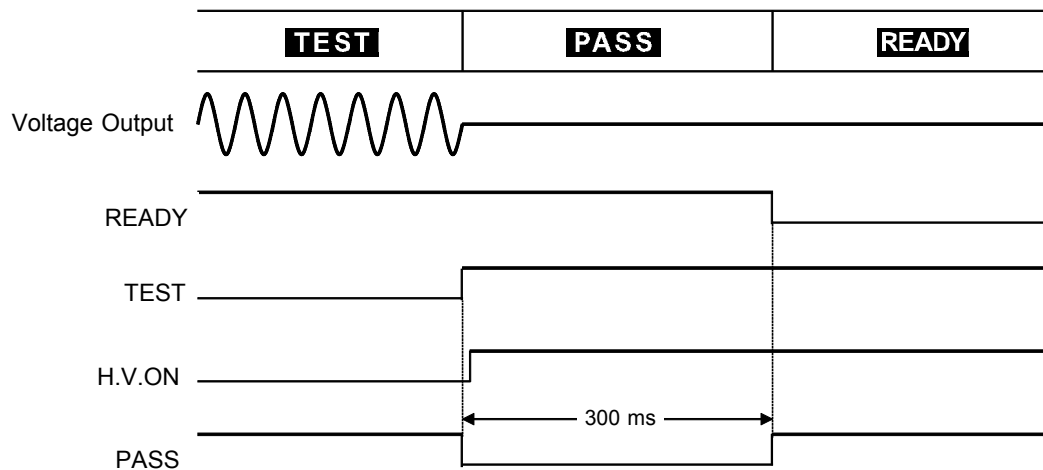 TEST PASS READY
Voltage Output
READY
TEST
H.V.ON
300 ms
PASS